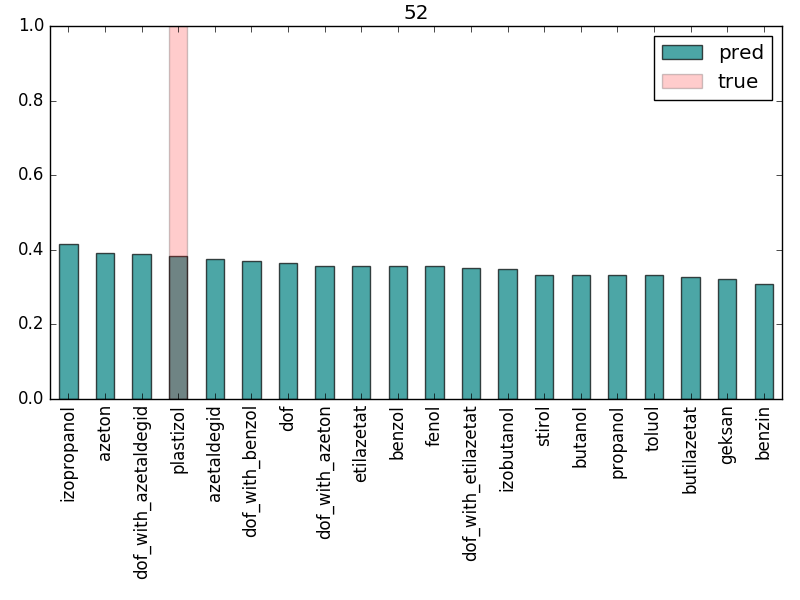 52
1.0
0.8
0.6
0.4
0.2
0.0
pred
true
izopropanol
azeton
dof_with_azetaldegid
plastizol
azetaldegid
dof_with_benzol
dof
dof_with_azeton
etilazetat
benzol
fenol
dof_with_etilazetat
izobutanol
stirol
butanol
propanol
toluol
butilazetat
geksan
benzin